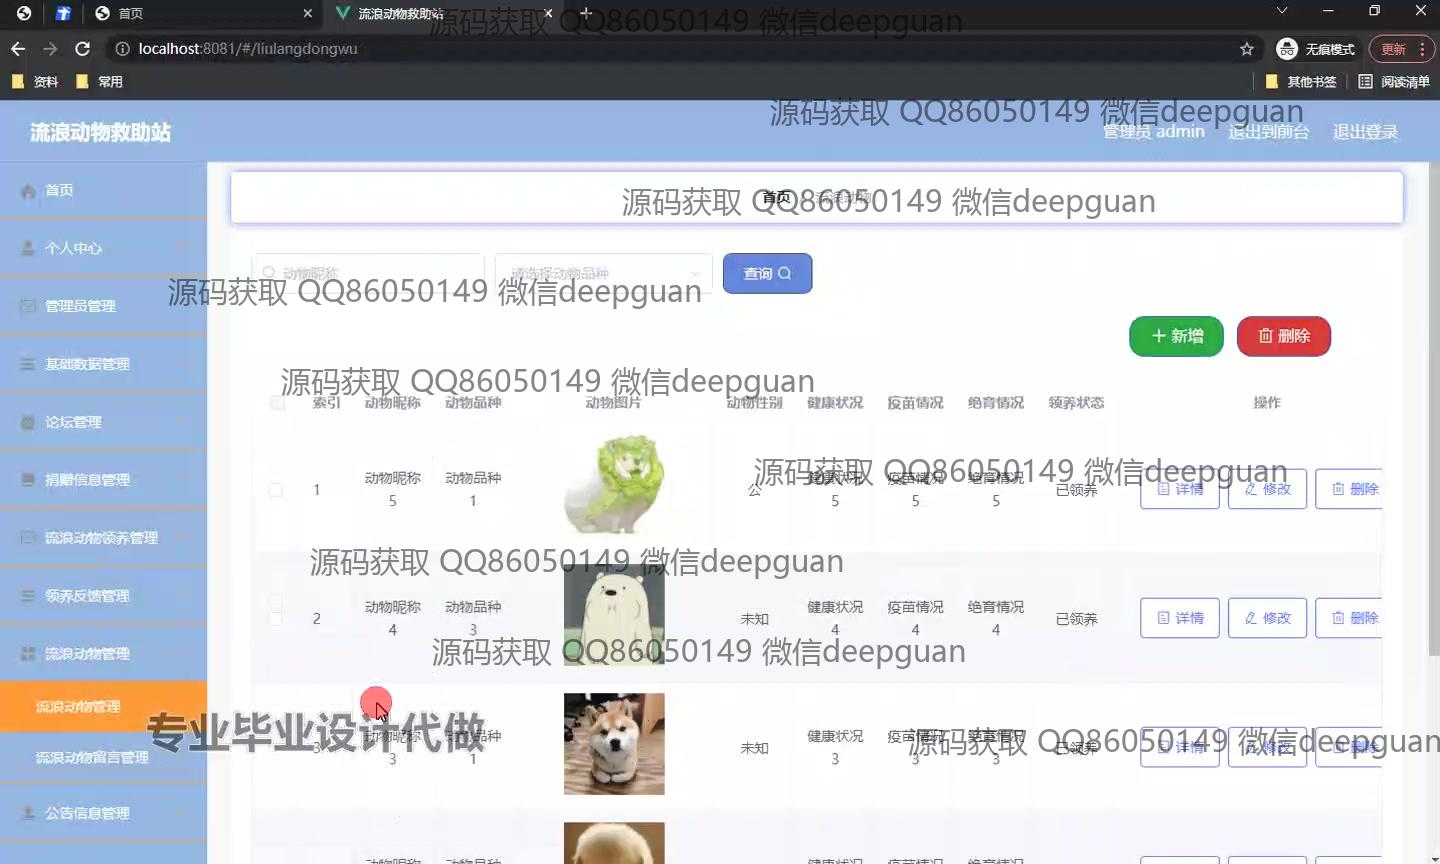 首页
流浪动物救助站
localhost:8081/#/liulangdongwu
无痕模式
更新
资料
常用
其他书签
阅读清单
源码获取 QQ86050149 微信deepguan
源码获取 QQ86050149 微信deepguan
流浪动物救助站
管理员 admin
退出到前台
退出登录
源码获取 QQ86050149 微信deepguan
首页
流浪动物
首页
个人中心
管理员管理
基础数据管理
论坛管理
捐赠信息管理
流浪动物领养管理
领养反馈管理
流浪动物管理
流浪动物管理
流浪动物留言管理
公告信息管理
动物昵称
请选择动物品种
查询
源码获取 QQ86050149 微信deepguan
新增
删除
源码获取 QQ86050149 微信deepguan
索引 动物昵称 动物品种 动物图片 动物性别 健康状况 疫苗情况 绝育情况 领养状态 操作
源码获取 QQ86050149 微信deepguan
1 动物昵称5 动物品种1 公 健康状况5 疫苗情况5 绝育情况5 已领养 详情 修改 删除
源码获取 QQ86050149 微信deepguan
2 动物昵称4 动物品种3 未知 健康状况4 疫苗情况4 绝育情况4 已领养 详情 修改 删除
源码获取 QQ86050149 微信deepguan
专业毕业设计代做
3 动物昵称3 动物品种1 未知 健康状况3 疫苗情况3 绝育情况3 已领养 详情 修改 删除
源码获取 QQ86050149 微信deepguan